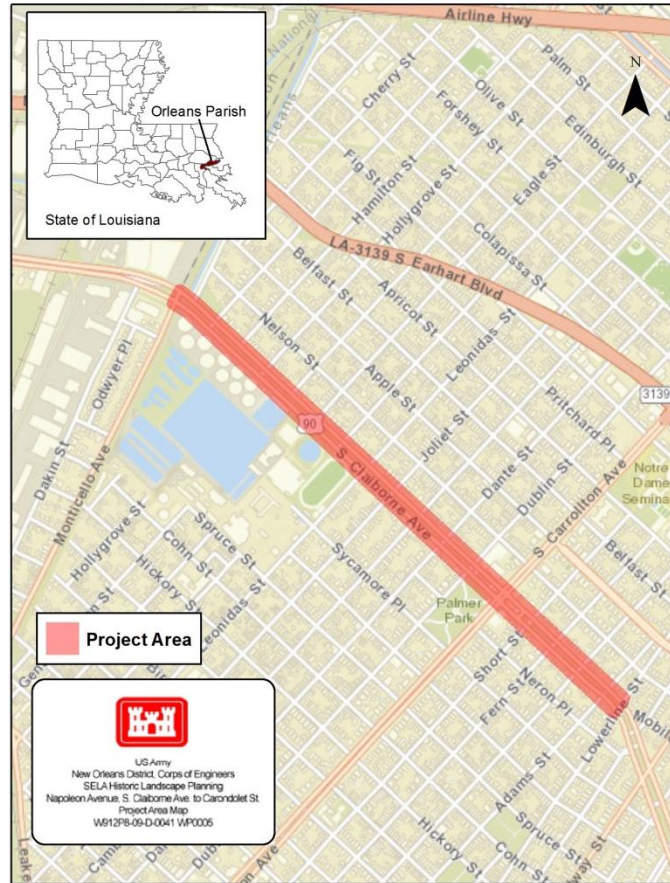 Airline Hwy
N
Orleans Parish
State of Louisiana
National
Orleans
Cherry St
Palm St
Olive St
Forshey St
Edinburgh St
Fig St
Hamilton St
Hollygrove St
Eagle St
Colapissa St
LA-3139 S Earhart Blvd
Belfast St
Apricot St
Leonidas St
Nelson St
Apple St
Odwyer Pl
3139
Pritchard Pl
90
S Claiborne Ave
Joliet St
Dante St
Dublin St
S Carrollton Ave
Notre
Dame
Semina
Dakin St
Monticello Ave
Hollygrove St
Spruce St
Cohn St
Hickory St
Leonidas St
Sycamore Pl
Belfast St
Palmer
Park
Short St
Neron Pl
Fern St
Lowerline St
Mobil
Project Area
US Army
New Orleans District, Corps of Engineers
SELA Historic Landscape Planning
Napoleon Avenue, S. Claiborne Ave. to Carondolet St.
Project Area Map
W912P8-09-D-0041 WP0005
Adams St
Spruce St
Cohn St
Hickory St
Leake